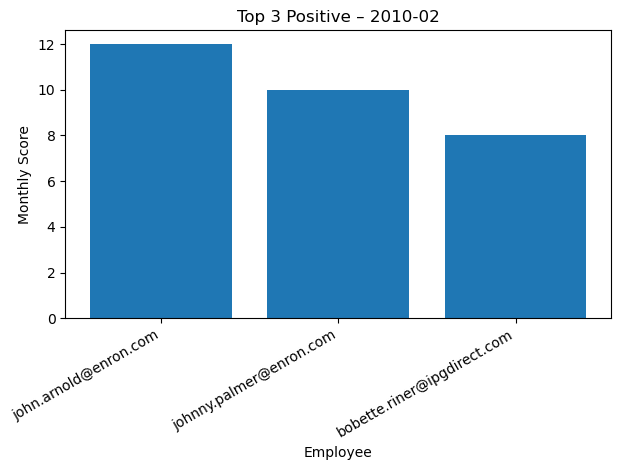 Top 3 Positive – 2010-02
Monthly Score
12
10
8
6
4
2
0
john.arnold@enron.com
johnny.palmer@enron.com
bobette.riner@ipgdirect.com
Employee